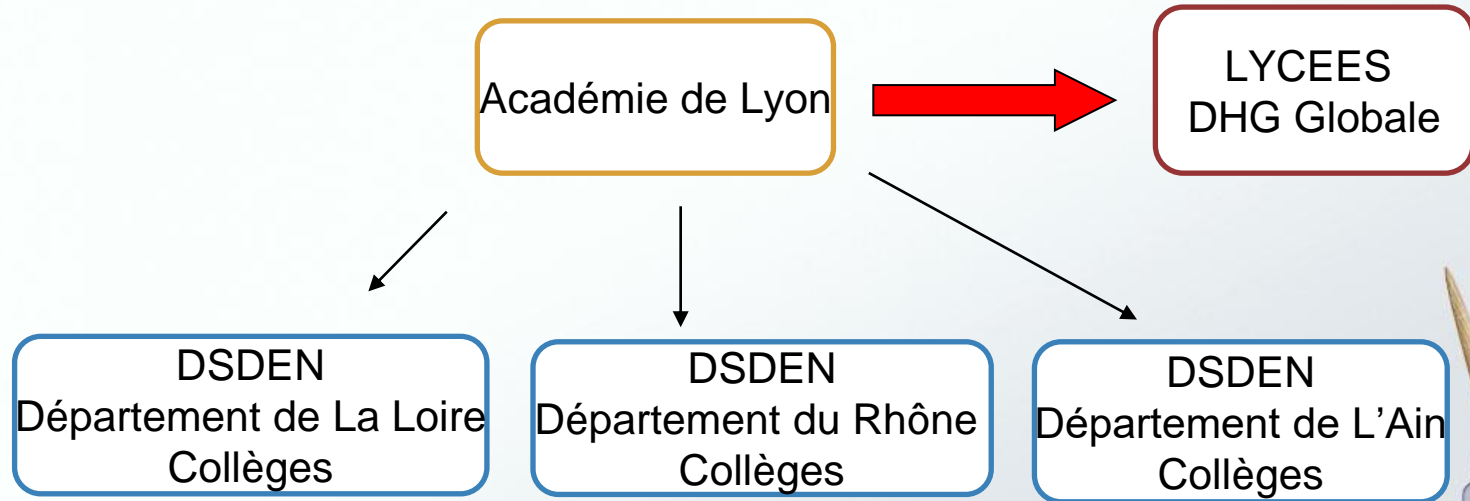 Académie de Lyon
LYCEES
DHG Globale
DSDEN
Département de La Loire
Collèges
DSDEN
Département du Rhône
Collèges
DSDEN
Département de L'Ain
Collèges